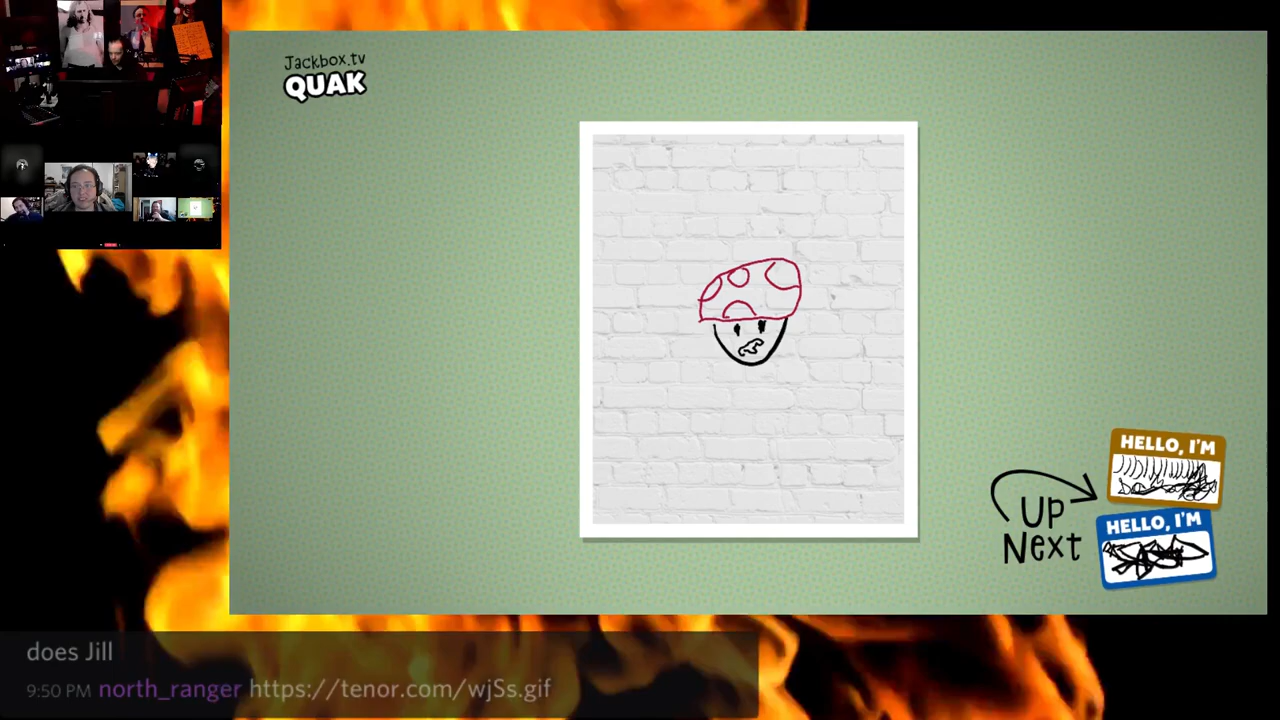 Jackbox.tv
QUAK
HELLO, I'M
UP
NEXT
HELLO, I'M
does Jill
9:50 PM north_ranger https://tenor.com/wjSs.gif